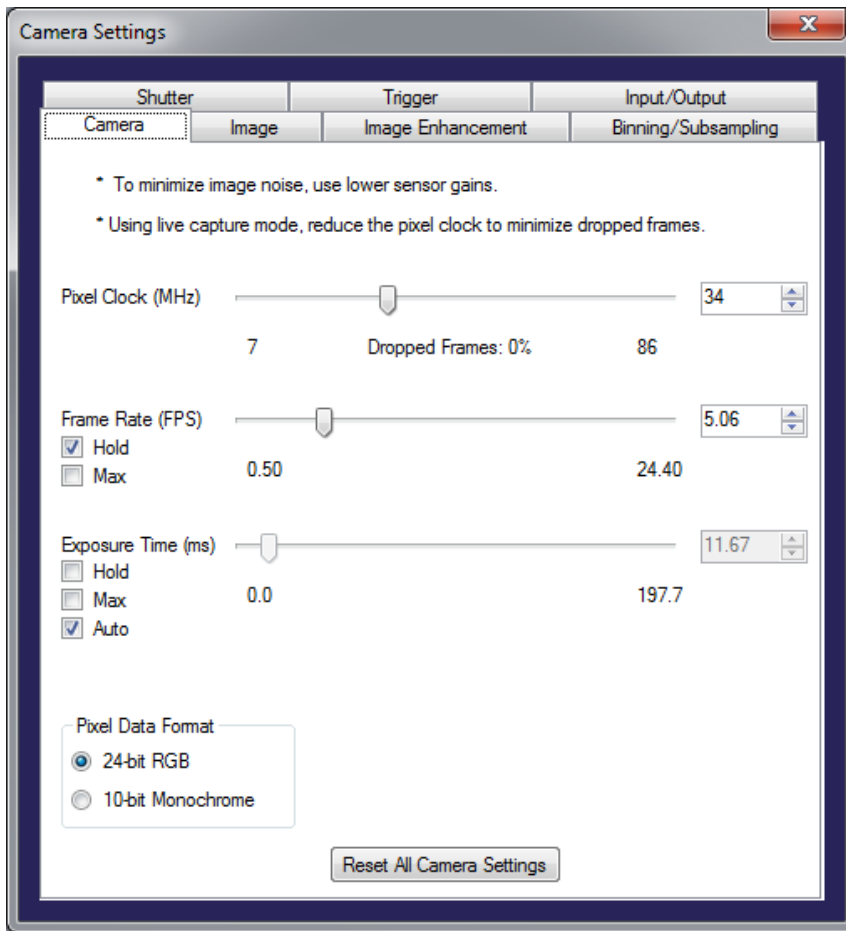 Camera Settings
Shutter Trigger Input/Output
Camera Image Image Enhancement Binning/Subsampling
* To minimize image noise, use lower sensor gains.
* Using live capture mode, reduce the pixel clock to minimize dropped frames.
Pixel Clock (MHz) 34
7 Dropped Frames: 0% 86
Frame Rate (FPS) 5.06
Hold
Max 0.50 24.40
Exposure Time (ms) 11.67
Hold
Max 0.0 197.7
Auto
Pixel Data Format
24-bit RGB
10-bit Monochrome
Reset All Camera Settings